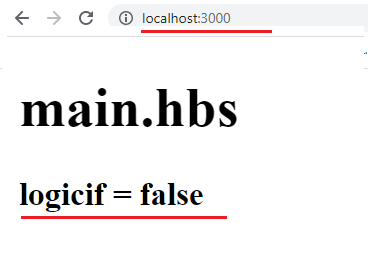 localhost:3000
main.hbs
logicif = false